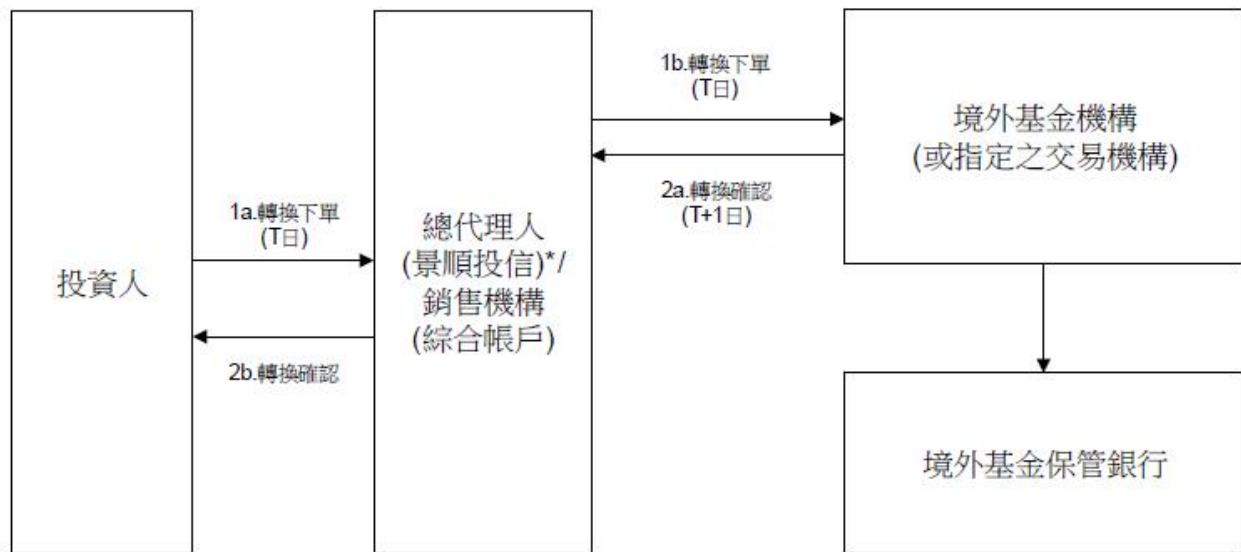 投資人
1a.轉換下單
(T日)
2b.轉換確認
總代理人
(景順投信)*/
銷售機構
(綜合帳戶)
1b.轉換下單
(T日)
2a.轉換確認
(T+1日)
境外基金機構
(或指定之交易機構)
境外基金保管銀行